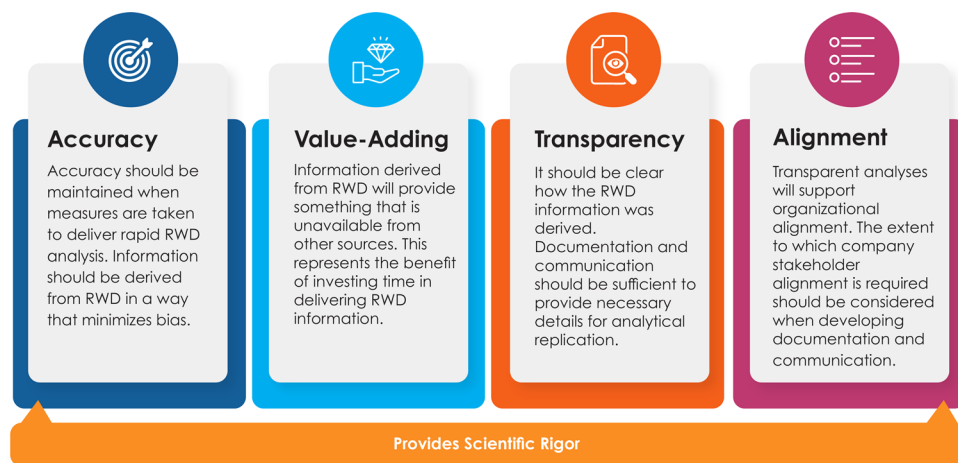 Accuracy
Accuracy should be
maintained when
measures are taken
to deliver rapid RWD
analysis. Information
should be derived
from RWD in a way
that minimizes bias.
Value-Adding
Information derived
from RWD will provide
something that is
unavailable from
other sources. This
represents the benefit
of investing time in
delivering RWD
information.
Transparency
It should be clear
how the RWD
information was
derived.
Documentation and
communication
should be sufficient to
provide necessary
details for analytical
replication.
Alignment
Transparent analyses
will support
organizational
alignment. The extent
to which company
stakeholder
alignment is required
should be considered
when developing
documentation and
communication.
Provides Scientific Rigor